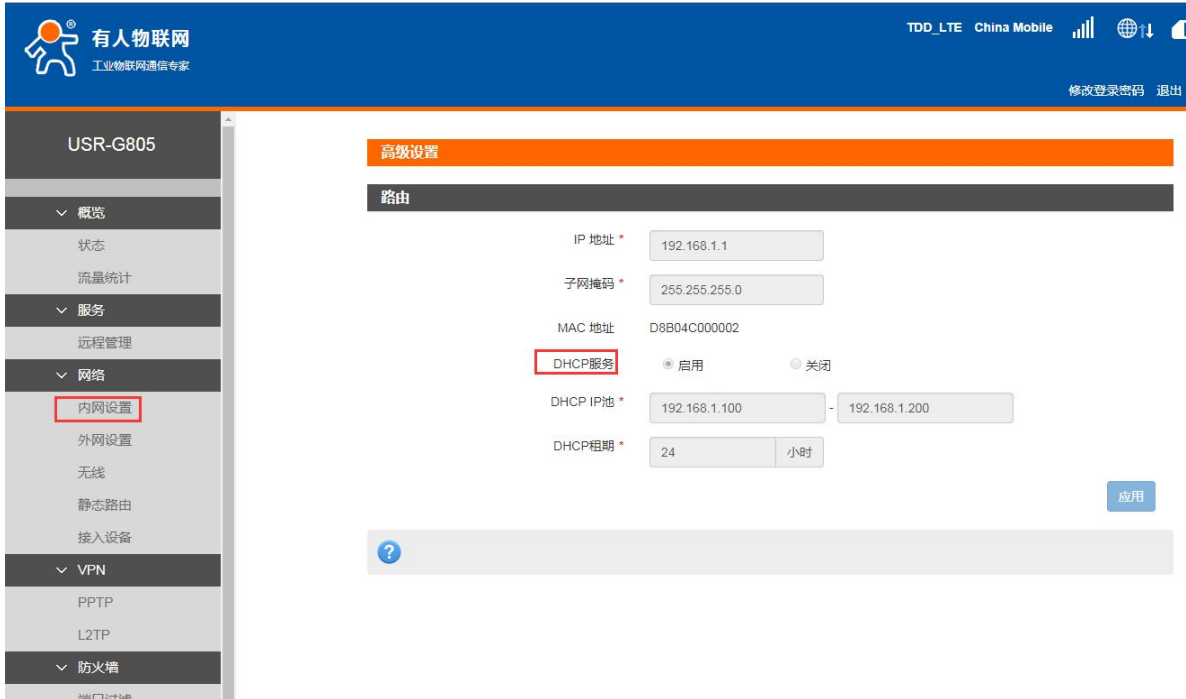 有人物联网
工业物联网通信专家
TDD_LTE China Mobile
修改登录密码 退出
USR-G805
概览
状态
流量统计
服务
远程管理
网络
内网设置
外网设置
无线
静态路由
接入设备
VPN
PPTP
L2TP
防火墙
端口过滤
高级设置
路由
IP 地址 * 192.168.1.1
子网掩码 * 255.255.255.0
MAC 地址 D8B04C000002
DHCP服务 启用 关闭
DHCP IP池 * 192.168.1.100 - 192.168.1.200
DHCP租期 * 24 小时
应用